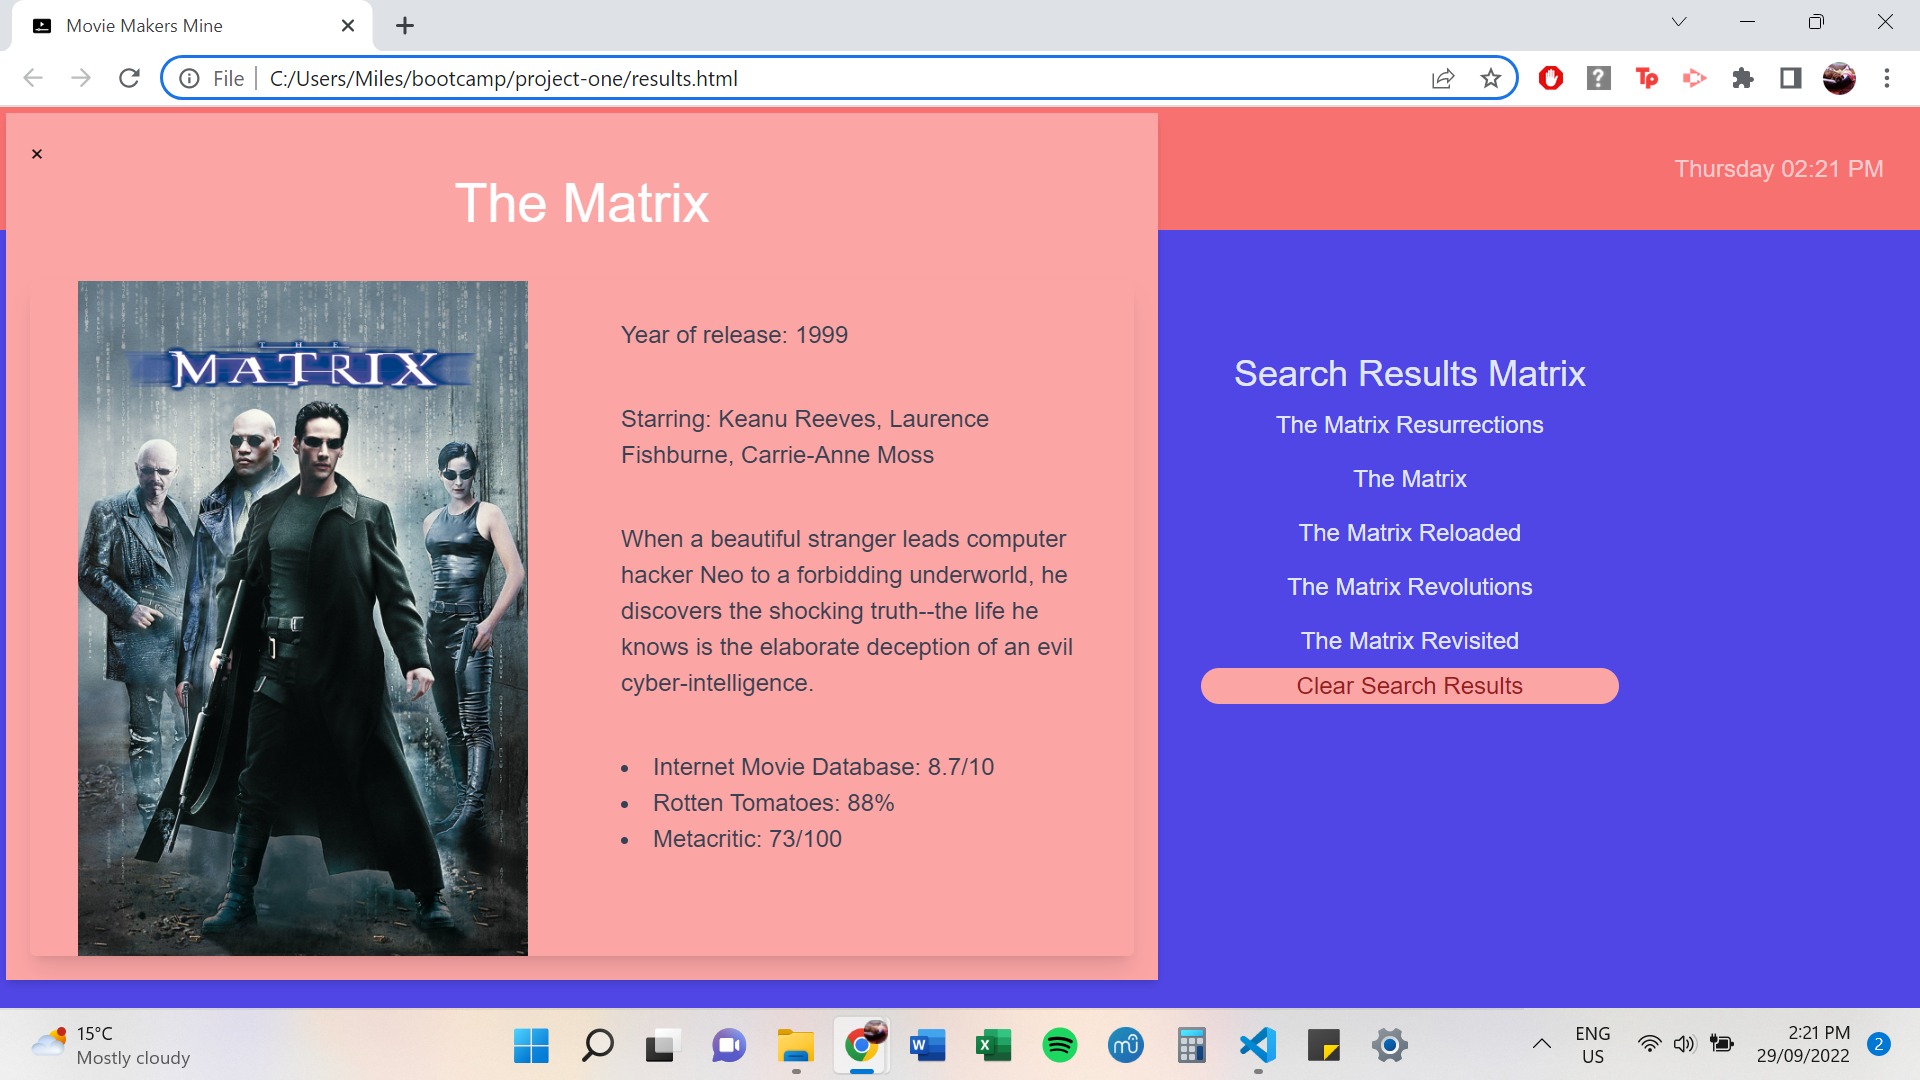 Movie Makers Mine
File
C:/Users/Miles/bootcamp/project-one/results.html
Thursday 02:21 PM
The Matrix
THE
MATRIX
Year of release: 1999
Starring: Keanu Reeves, Laurence
Fishburne, Carrie-Anne Moss
When a beautiful stranger leads computer
hacker Neo to a forbidding underworld, he
discovers the shocking truth--the life he
knows is the elaborate deception of an evil
cyber-intelligence.
• Internet Movie Database: 8.7/10
• Rotten Tomatoes: 88%
• Metacritic: 73/100
Search Results Matrix
The Matrix Resurrections
The Matrix
The Matrix Reloaded
The Matrix Revolutions
The Matrix Revisited
Clear Search Results
15°C
Mostly cloudy
ENG
US
2:21 PM
29/09/2022
2